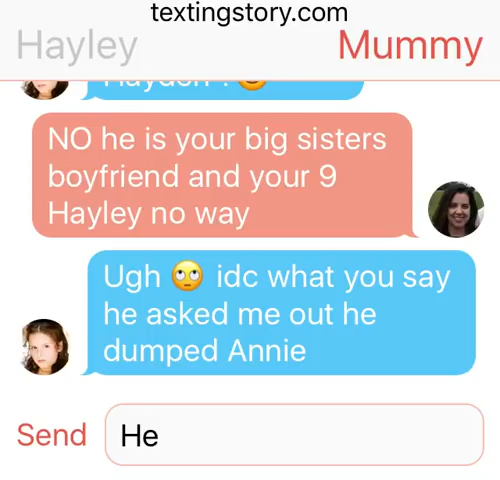 textingstory.com
Hayley Mummy
NO he is your big sisters
boyfriend and your 9
Hayley no way
Ugh 🙄 idc what you say
he asked me out he
dumped Annie
Send He